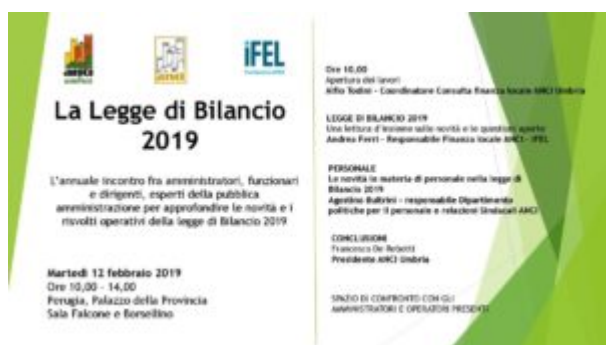 anci
iFEL
La Legge di Bilancio
2019
L'annuale incontro fra amministratori, funzionari
e dirigenti, esperti della pubblica
amministrazione per approfondire le novità e i
risvolti operativi della legge di Bilancio 2019
Martedì 12 febbraio 2019
Ore 10,00 - 14,00
Perugia, Palazzo della Provincia
Sala Falcone e Borsellino
Ore 10,00
Apertura dei lavori
Alfio Todini - Coordinatore Consulta finanza locale ANCI Umbria
LEGGE DI BILANCIO 2019
Una lettura d'insieme sulle novità e le questioni aperte
Andrea Ferri - Responsabile Finanza locale ANCI - IFEL
PERSONALE
Le novità in materia di personale nella legge di
Bilancio 2019
Agostino Bultrini - responsabile Dipartimento
politiche per il personale e relazioni Sindacali ANCI
CONCLUSIONI
Francesco De Rebotti
Presidente ANCI Umbria
SPAZIO DI CONFRONTO CON GLI
AMMINISTRATORI E OPERATORI PRESENTI